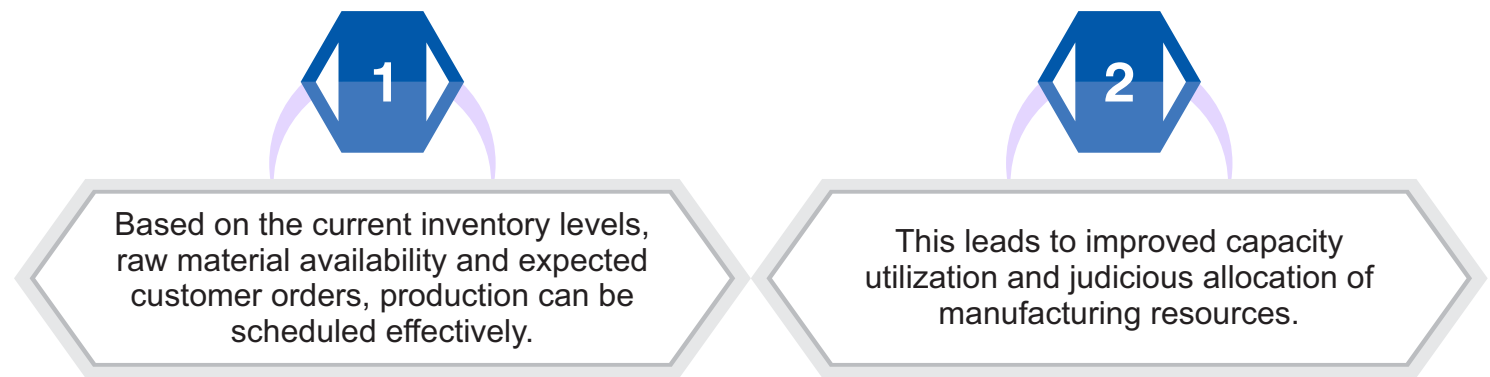 1
Based on the current inventory levels,
raw material availability and expected
customer orders, production can be
scheduled effectively.
2
This leads to improved capacity
utilization and judicious allocation of
manufacturing resources.